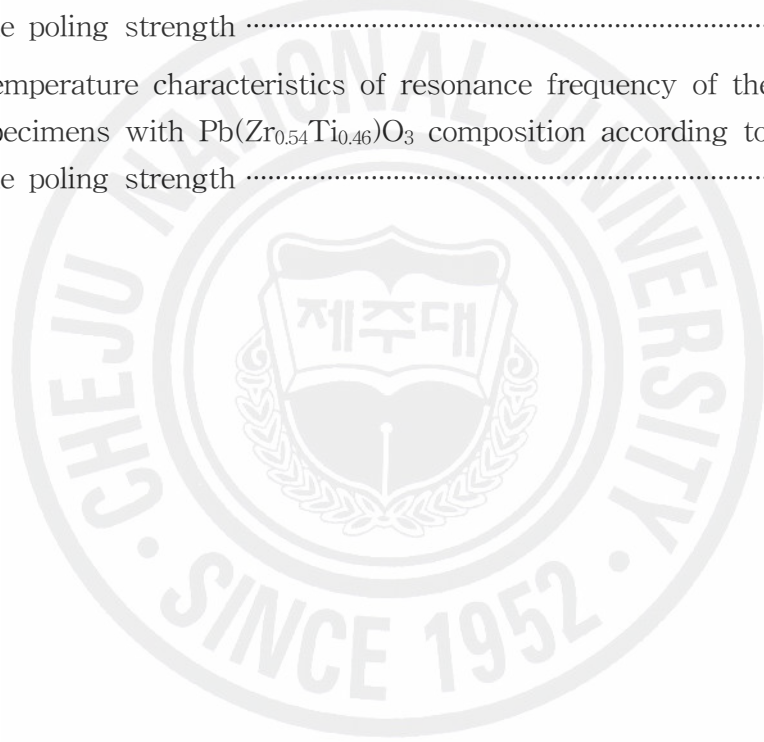 e poling strength ························································································
emperature characteristics of resonance frequency of the
pecimens with Pb(Zr₀.₅₄Ti₀.₄₆)O₃ composition according to
e poling strength ························································································
CHEJU NATIONAL UNIVERSITY
제주대
· SINCE 1952 ·